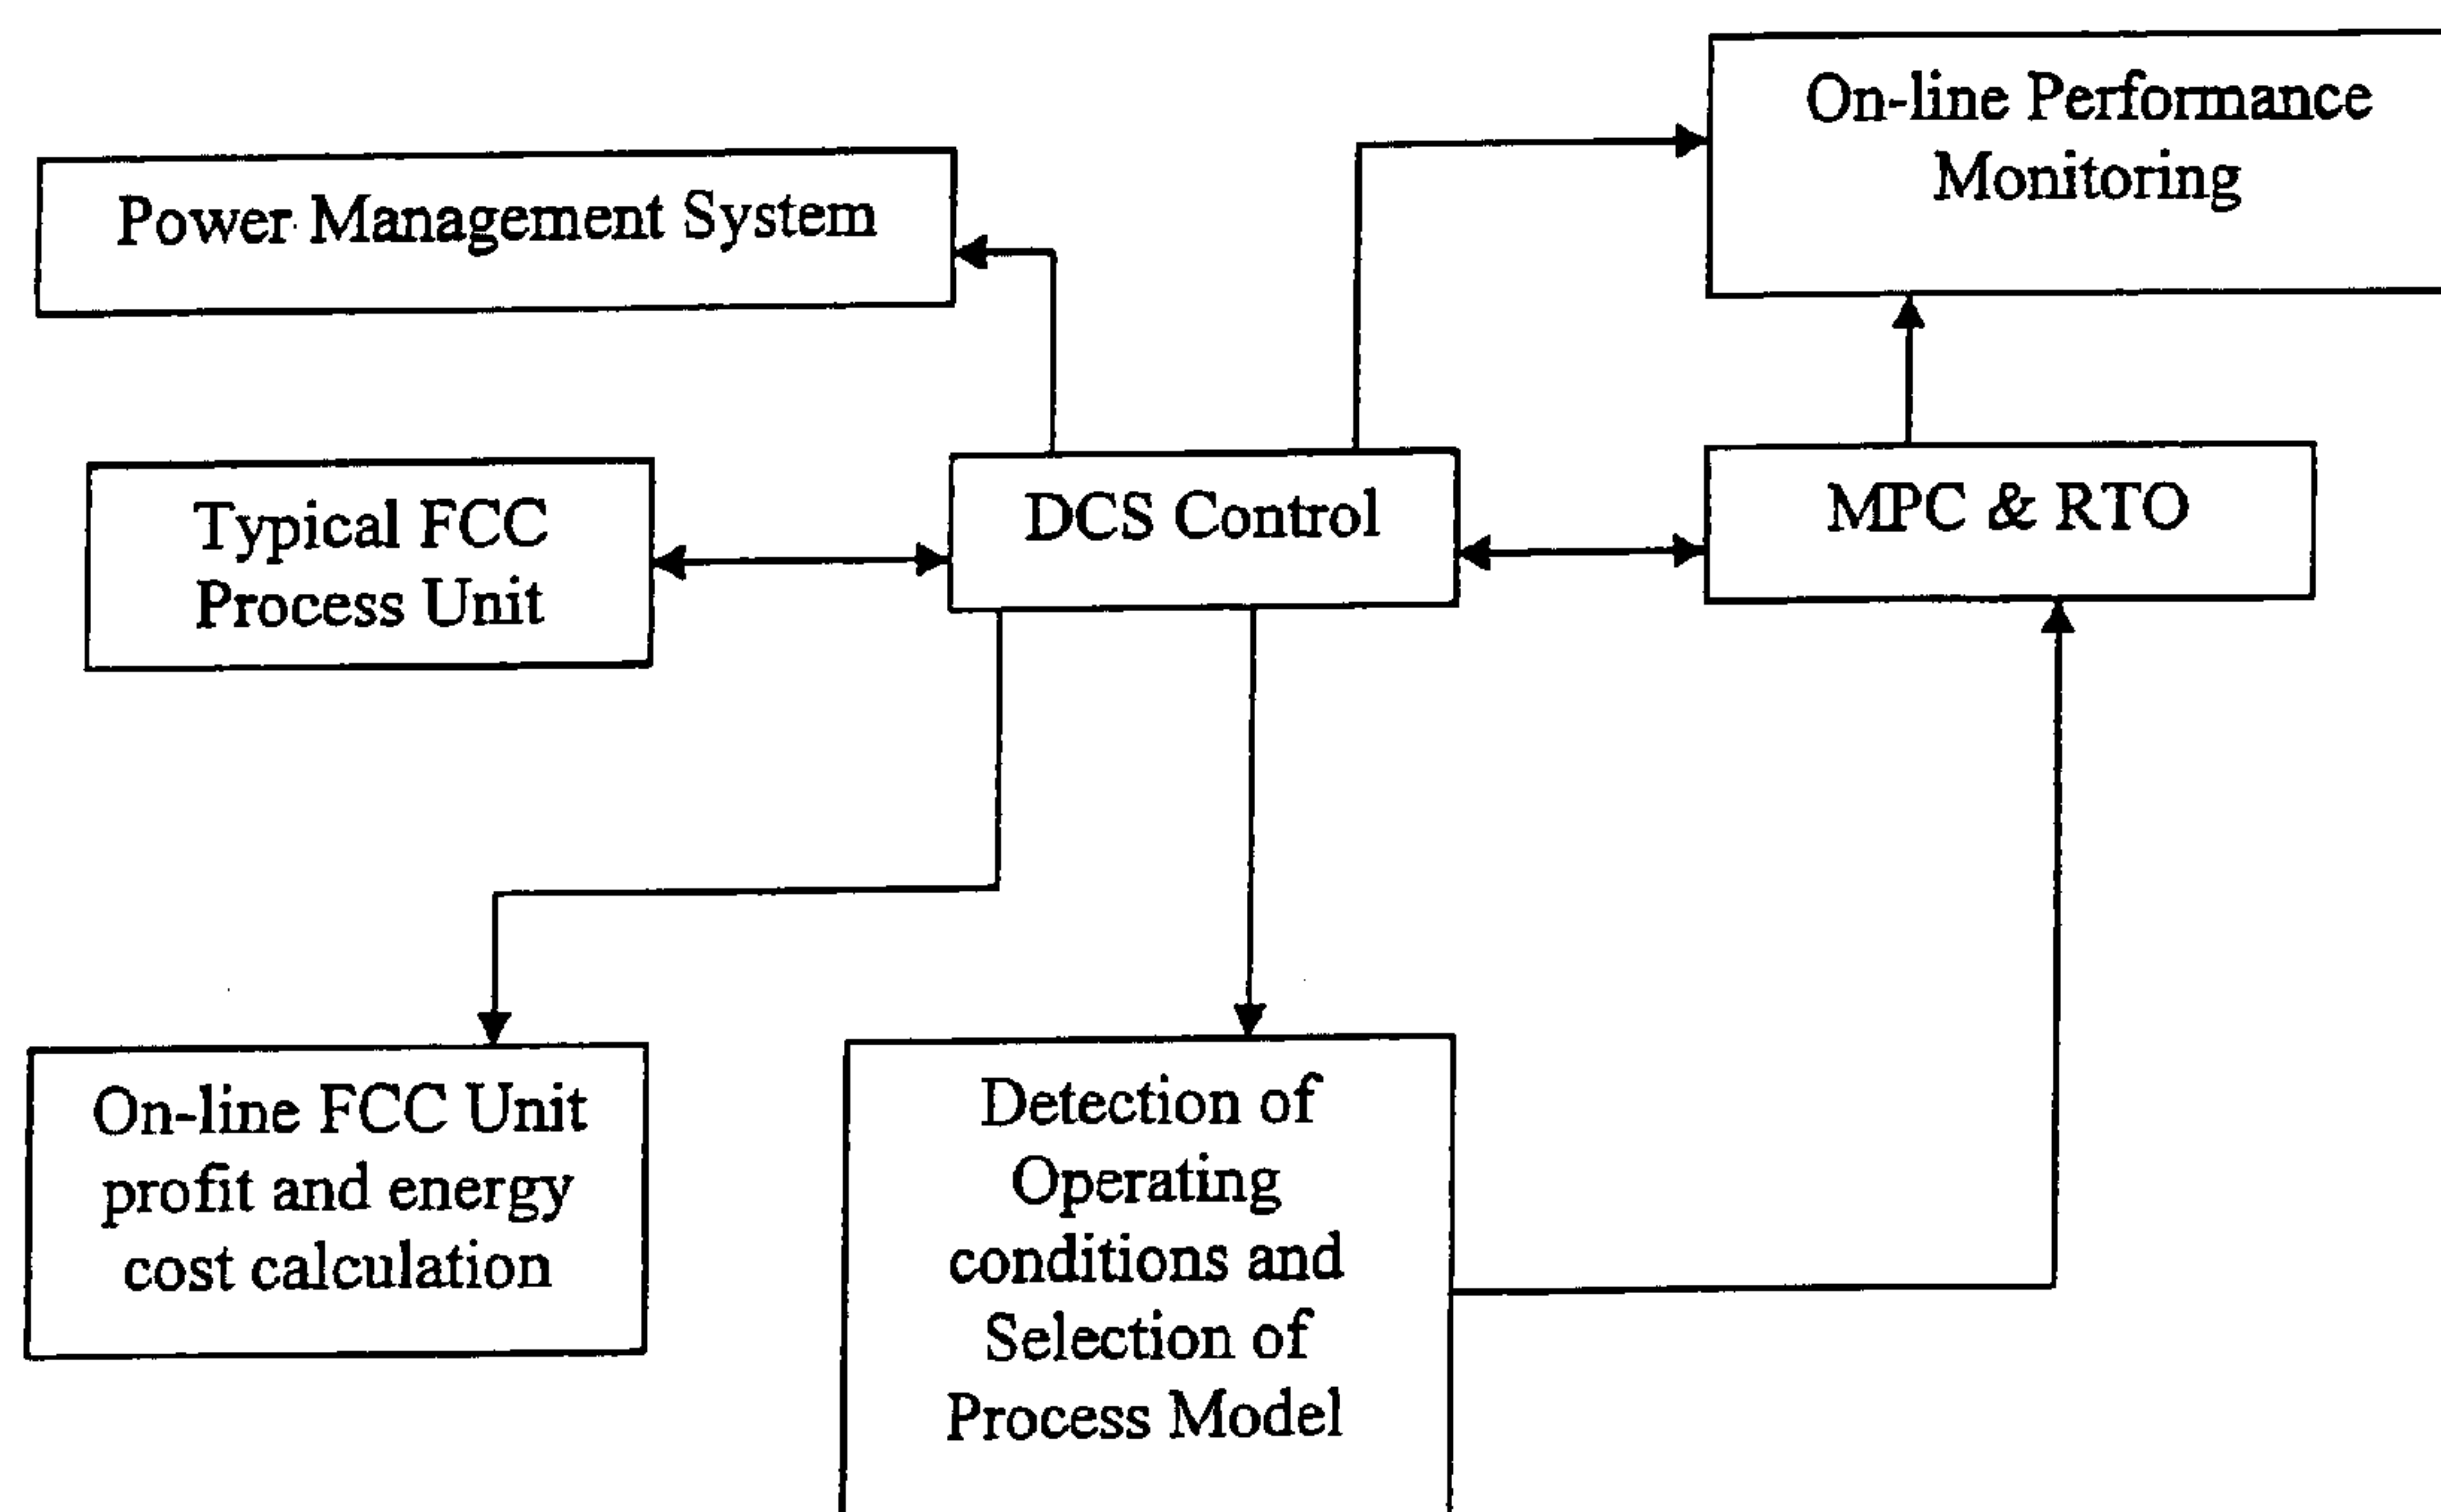 On-line Performance
Monitoring
Power Management System
Typical FCC
Process Unit
DCS Control
MPC & RTO
On-line FCC Unit
profit and energy
cost calculation
Detection of
Operating
conditions and
Selection of
Process Model